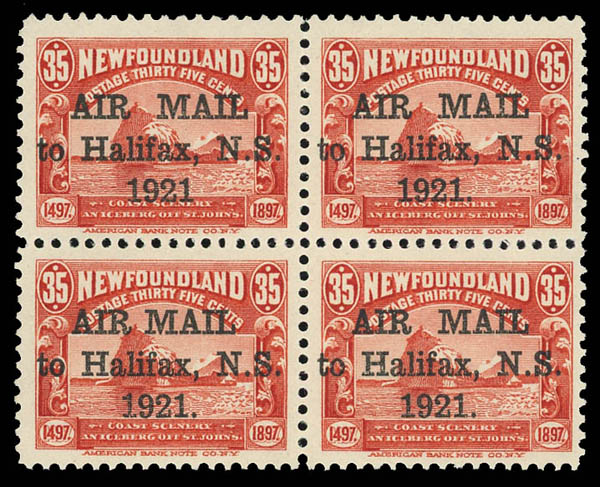 35 NEWFOUNDLAND 35
POSTAGE THIRTY FIVE CENTS
AIR MAIL
to Halifax, N.S.
1921
1497. COAST SCENERY 1897.
AN ICEBERG OFF ST. JOHNS.
AMERICAN BANK NOTE CO. N.Y.
35 NEWFOUNDLAND 35
POSTAGE THIRTY FIVE CENTS
AIR MAIL
to Halifax, N.S.
1921
1497. COAST SCENERY 1897.
AN ICEBERG OFF ST. JOHNS.
AMERICAN BANK NOTE CO. N.Y.
35 NEWFOUNDLAND 35
POSTAGE THIRTY FIVE CENTS
AIR MAIL
to Halifax, N.S.
1921.
1497. COAST SCENERY 1897.
AN ICEBERG OFF ST. JOHNS.
AMERICAN BANK NOTE CO. N.Y.
35 NEWFOUNDLAND 35
POSTAGE THIRTY FIVE CENTS
AIR MAIL
to Halifax, N.S.
1921.
1497. COAST SCENERY 1897.
AN ICEBERG OFF ST. JOHNS.
AMERICAN BANK NOTE CO. N.Y.